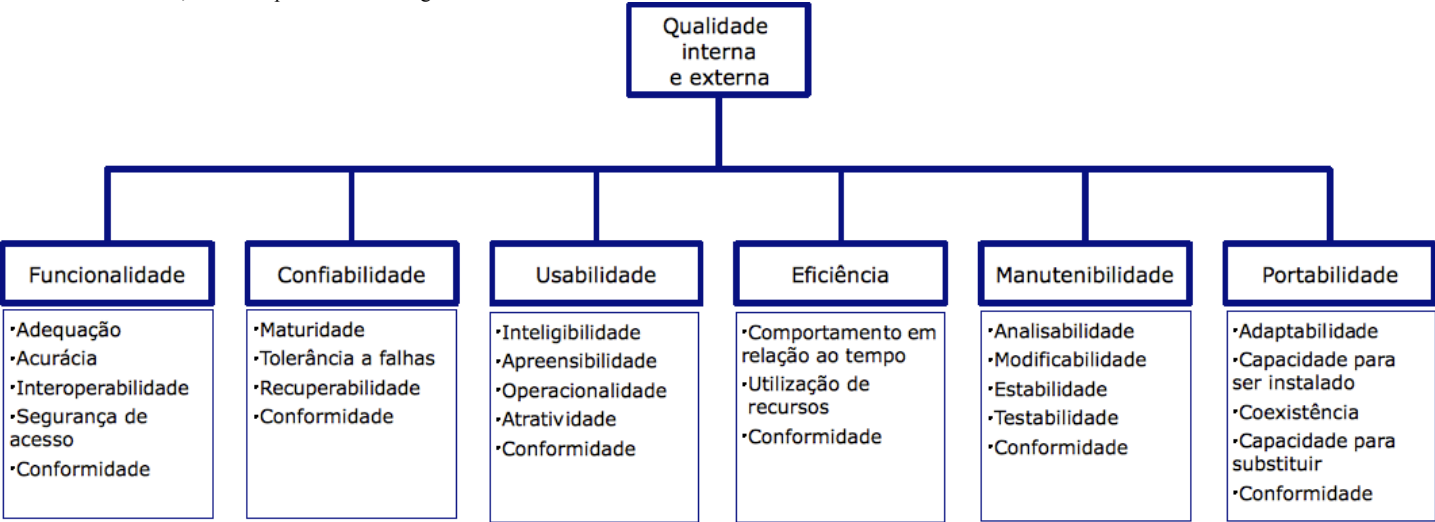 Qualidade
interna
e externa
Funcionalidade
·Adequação
·Acurácia
·Interoperabilidade
·Segurança de
acesso
·Conformidade
Confiabilidade
·Maturidade
·Tolerância a falhas
·Recuperabilidade
·Conformidade
Usabilidade
·Inteligibilidade
·Apreensibilidade
·Operacionalidade
·Atratividade
·Conformidade
Eficiência
·Comportamento em
relação ao tempo
·Utilização de
recursos
·Conformidade
Manutenibilidade
·Analisabilidade
·Modificabilidade
·Estabilidade
·Testabilidade
·Conformidade
Portabilidade
·Adaptabilidade
·Capacidade para
ser instalado
·Coexistência
·Capacidade para
substituir
·Conformidade